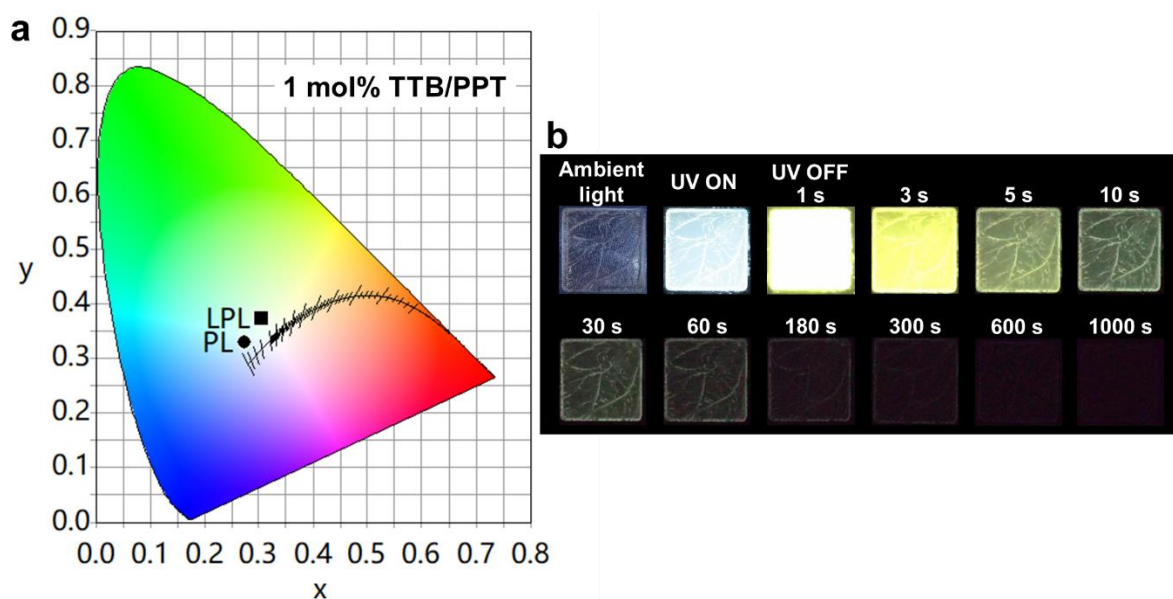 a
0.9
0.8
0.7
0.6
0.5
0.4
0.3
0.2
0.1
0.0
y
1 mol% TTB/PPT
LPL
PL
0.0 0.1 0.2 0.3 0.4 0.5 0.6 0.7 0.8
x
b
Ambient
light
UV ON
UV OFF
1 s
3 s
5 s
10 s
30 s
60 s
180 s
300 s
600 s
1000 s